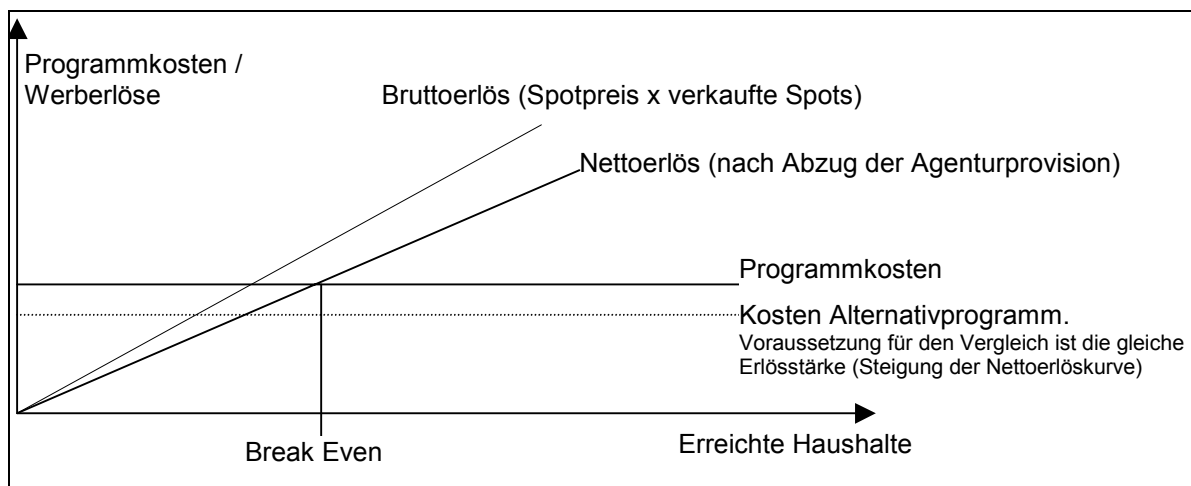 Programmkosten /
Werberlöse
Bruttoerlös (Spotpreis x verkaufte Spots)
Nettoerlös (nach Abzug der Agenturprovision)
Programmkosten
Kosten Alternativprogramm.
Voraussetzung für den Vergleich ist die gleiche
Erlösstärke (Steigung der Nettoerlöskurve)
Break Even
Erreichte Haushalte